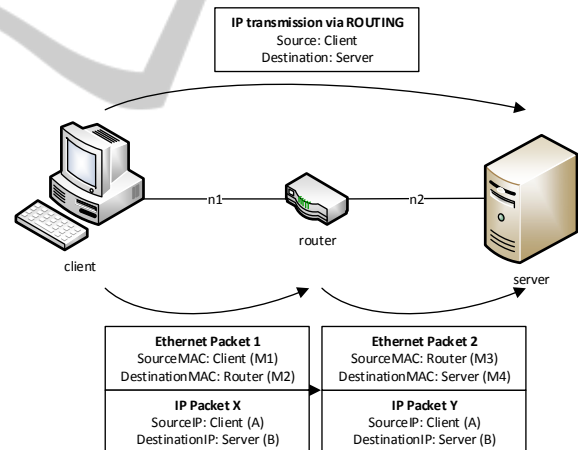 IP transmission via ROUTING
Source: Client
Destination: Server
n1
n2
router
client
server
Ethernet Packet 1
SourceMAC: Client (M1)
DestinationMAC: Router (M2)
IP Packet X
SourceIP: Client (A)
DestinationIP: Server (B)
Ethernet Packet 2
SourceMAC: Router (M3)
DestinationMAC: Server (M4)
IP Packet Y
SourceIP: Client (A)
DestinationIP: Server (B)